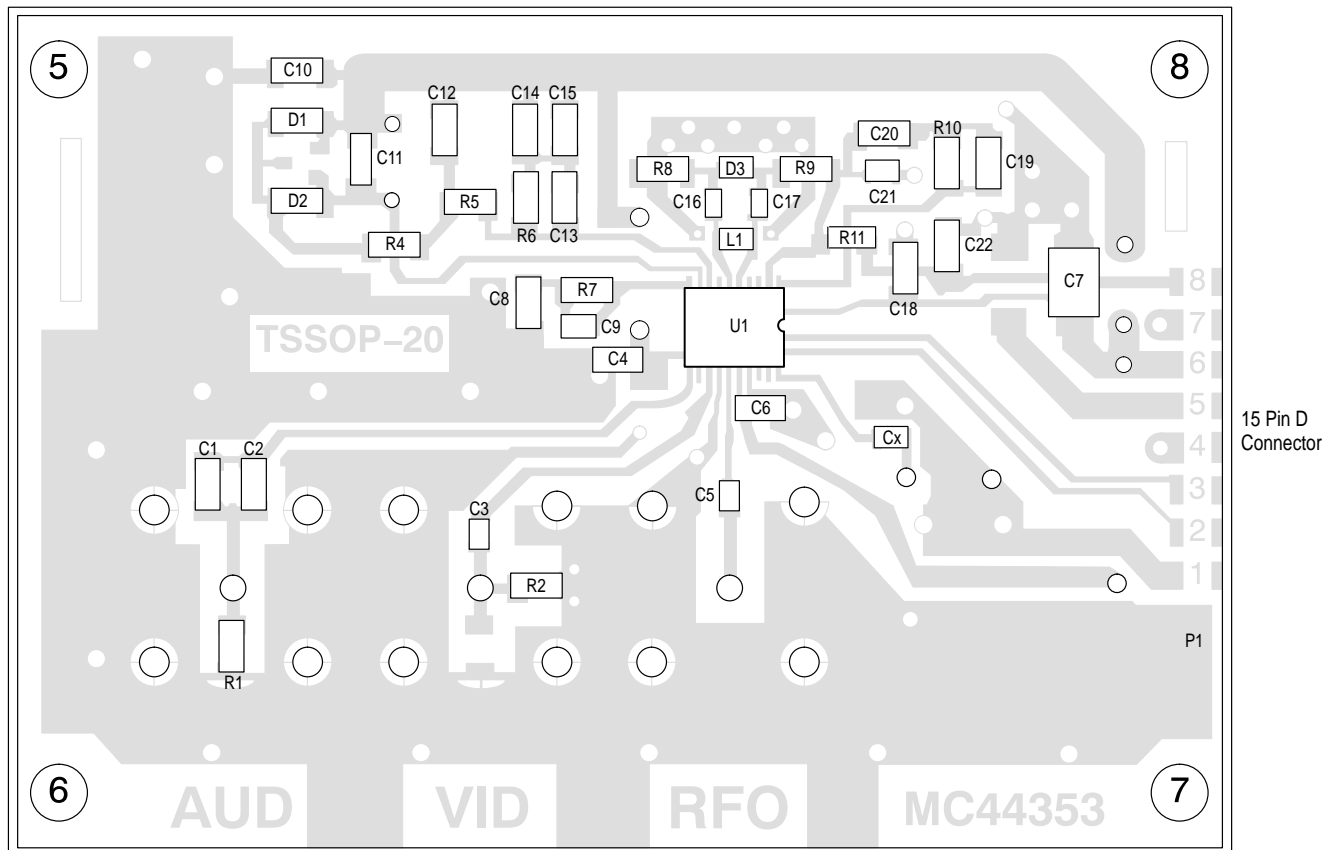 5
8
C10
C12
C14
C15
D1
C11
C20
R10
C19
R8
D3
R9
C21
D2
R5
C16
C17
R4
R6
C13
L1
R11
C22
C8
R7
C18
C7
8
C9
U1
7
TSSOP–20
C4
6
C6
5
15 Pin D
Connector
C1
C2
Cx
4
C5
3
C3
2
R2
1
P1
R1
6
AUD
VID
RFO
MC44353
7